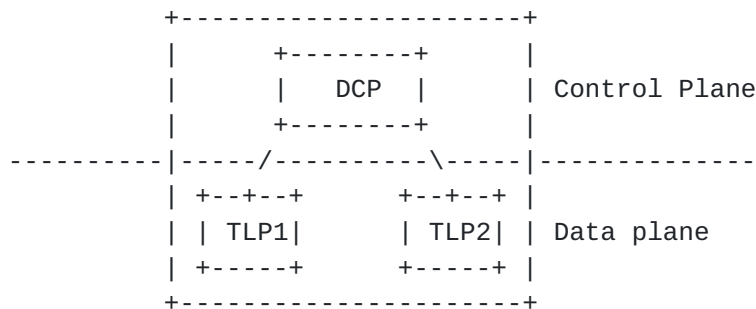 DCP
Control Plane
TLP1
TLP2
Data plane